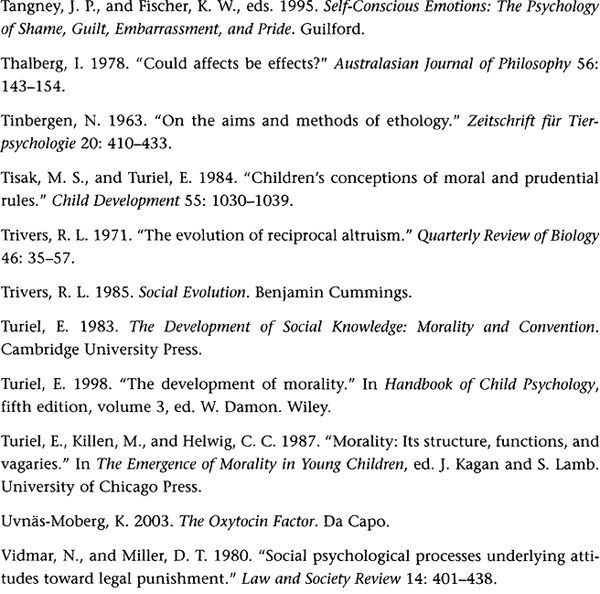 Tangney, J. P., and Fischer, K. W., eds. 1995. Self-Conscious Emotions: The Psychology
of Shame, Guilt, Embarrassment, and Pride. Guilford.
Thalberg, I. 1978. “Could affects be effects?” Australasian Journal of Philosophy 56:
143–154.
Tinbergen, N. 1963. “On the aims and methods of ethology.” Zeitschrift für Tier-
psychologie 20: 410–433.
Tisak, M. S., and Turiel, E. 1984. “Children’s conceptions of moral and prudential
rules.” Child Development 55: 1030–1039.
Trivers, R. L. 1971. “The evolution of reciprocal altruism.” Quarterly Review of Biology
46: 35–57.
Trivers, R. L. 1985. Social Evolution. Benjamin Cummings.
Turiel, E. 1983. The Development of Social Knowledge: Morality and Convention.
Cambridge University Press.
Turiel, E. 1998. “The development of morality.” In Handbook of Child Psychology,
fifth edition, volume 3, ed. W. Damon. Wiley.
Turiel, E., Killen, M., and Helwig, C. C. 1987. “Morality: Its structure, functions, and
vagaries.” In The Emergence of Morality in Young Children, ed. J. Kagan and S. Lamb.
University of Chicago Press.
Uvnäs-Moberg, K. 2003. The Oxytocin Factor. Da Capo.
Vidmar, N., and Miller, D. T. 1980. “Social psychological processes underlying atti-
tudes toward legal punishment.” Law and Society Review 14: 401–438.